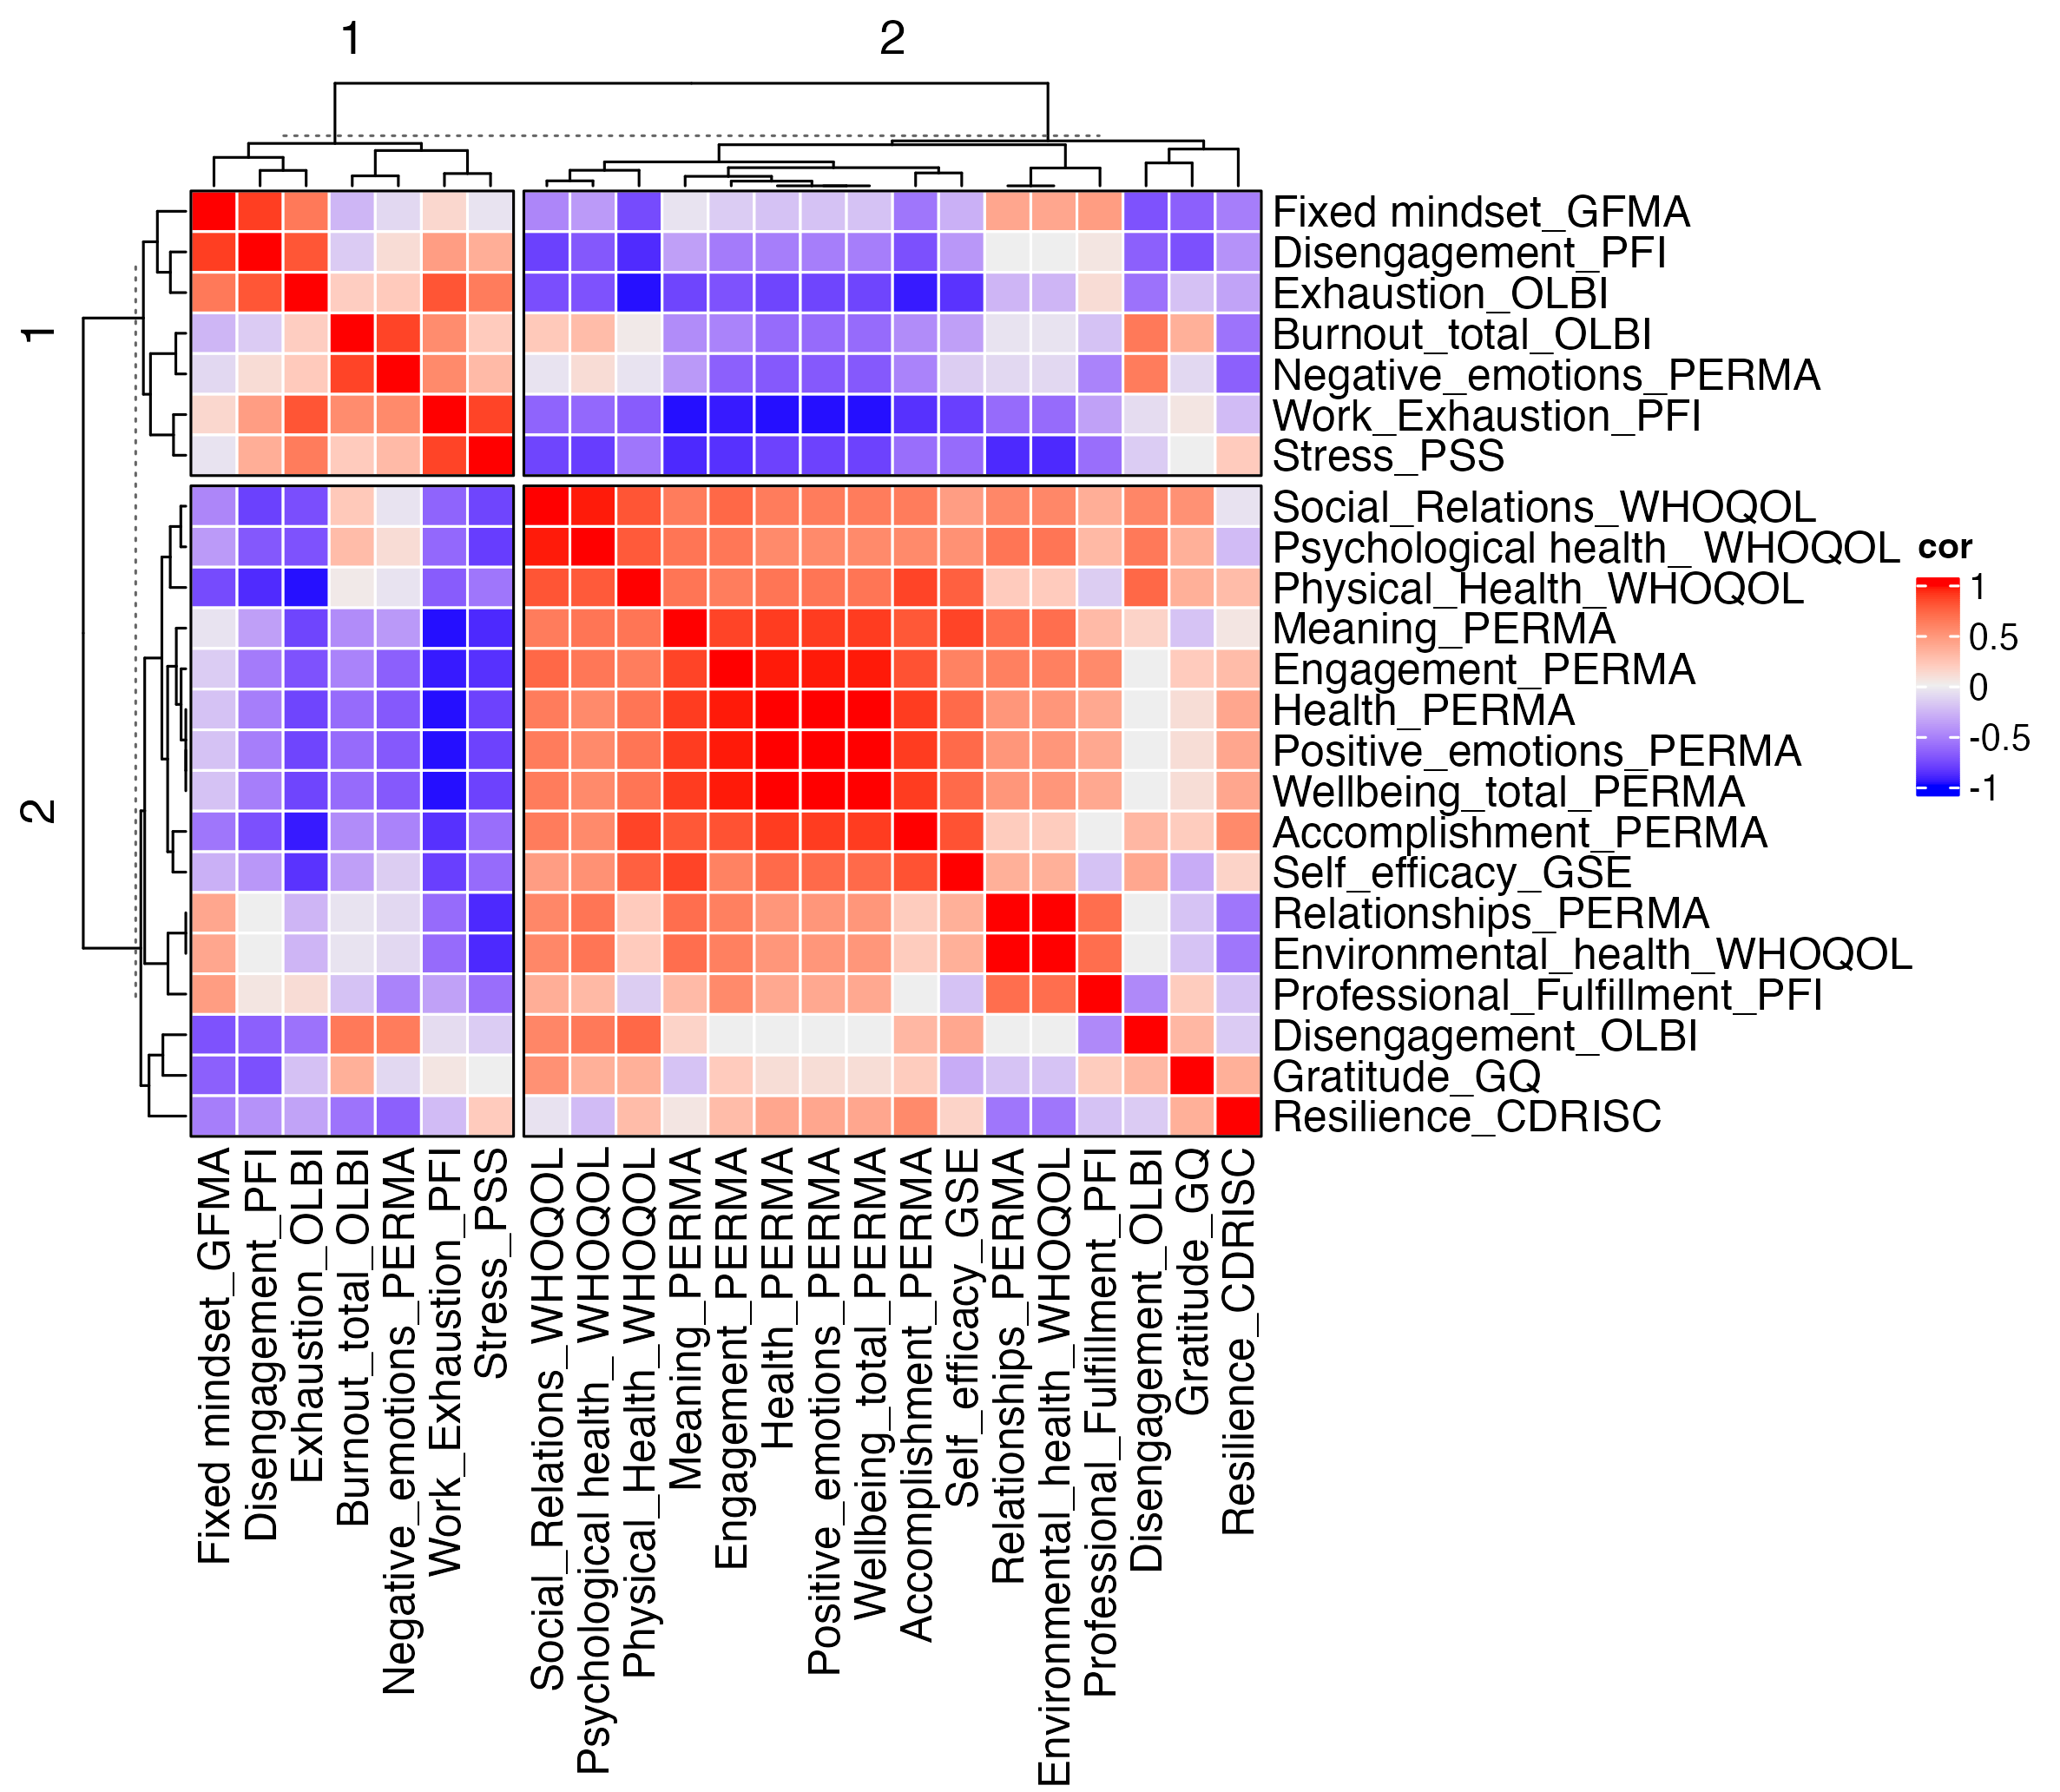 1
2
1
2
Fixed mindset_GFMA
Disengagement_PFI
Exhaustion_OLBI
Burnout_total_OLBI
Negative_emotions_PERMA
Work_Exhaustion_PFI
Stress_PSS
Social_Relations_WHOQOL
Psychological health_ WHOQOL
Physical_Health_WHOQOL
Meaning_PERMA
Engagement_PERMA
Health_PERMA
Positive_emotions_PERMA
Wellbeing_total_PERMA
Accomplishment_PERMA
Self_efficacy_GSE
Relationships_PERMA
Environmental_health_WHOQOL
Professional_Fulfillment_PFI
Disengagement_OLBI
Gratitude_GQ
Resilience_CDRISC
cor
1
0.5
0
-0.5
-1
Fixed mindset_GFMA
Disengagement_PFI
Exhaustion_OLBI
Burnout_total_OLBI
Negative_emotions_PERMA
Work_Exhaustion_PFI
Stress_PSS
Social_Relations_WHOQOL
Psychological health_ WHOQOL
Physical_Health_WHOQOL
Meaning_PERMA
Engagement_PERMA
Health_PERMA
Positive_emotions_PERMA
Wellbeing_total_PERMA
Accomplishment_PERMA
Self_efficacy_GSE
Relationships_PERMA
Environmental_health_WHOQOL
Professional_Fulfillment_PFI
Disengagement_OLBI
Gratitude_GQ
Resilience_CDRISC